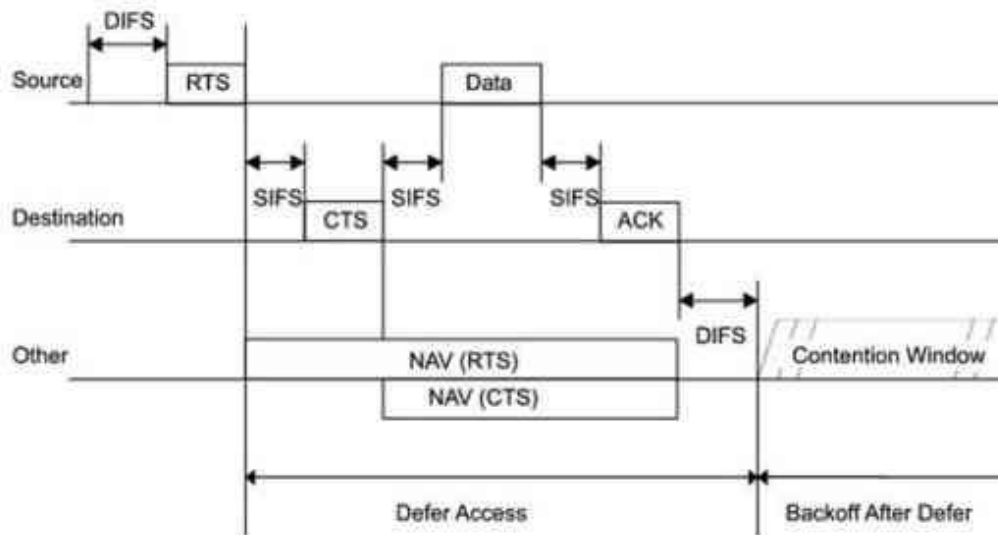 DIFS
Source
RTS
Data
SIFS
SIFS
SIFS
Destination
CTS
ACK
DIFS
Other
NAV (RTS)
Contention Window
NAV (CTS)
Defer Access
Backoff After Defer